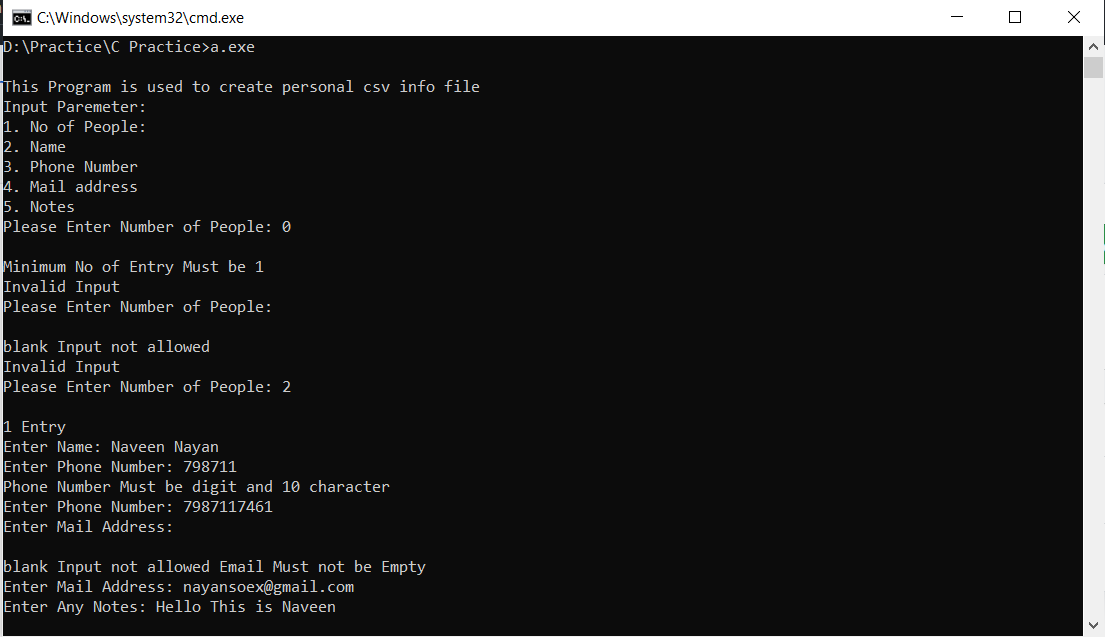 C:\Windows\system32\cmd.exe
D:\Practice\C Practice>a.exe
This Program is used to create personal csv info file
Input Paremeter:
1. No of People:
2. Name
3. Phone Number
4. Mail address
5. Notes
Please Enter Number of People: 0
Minimum No of Entry Must be 1
Invalid Input
Please Enter Number of People:
blank Input not allowed
Invalid Input
Please Enter Number of People: 2
1 Entry
Enter Name: Naveen Nayan
Enter Phone Number: 798711
Phone Number Must be digit and 10 character
Enter Phone Number: 7987117461
Enter Mail Address:
blank Input not allowed Email Must not be Empty
Enter Mail Address: nayansoex@gmail.com
Enter Any Notes: Hello This is Naveen